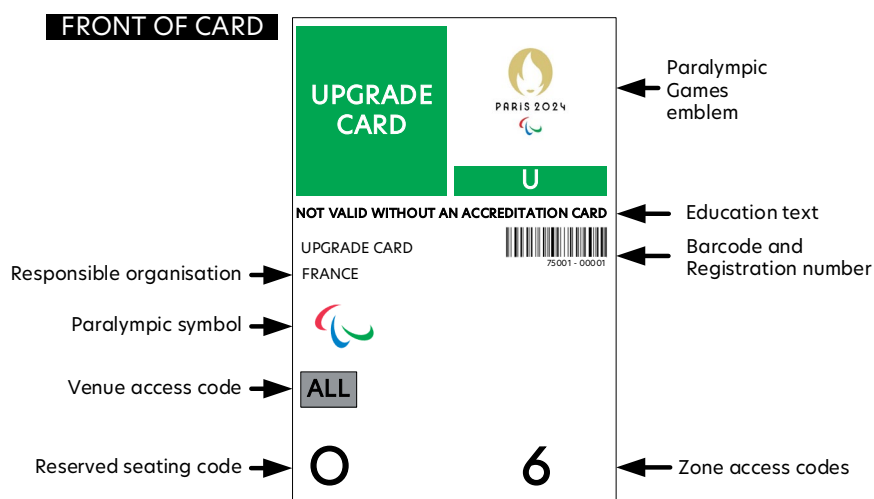 FRONT OF CARD
UPGRADE
CARD
PARIS 2024
Paralympic
Games
emblem
U
NOT VALID WITHOUT AN ACCREDITATION CARD
Education text
UPGRADE CARD
Barcode and
Registration number
75001 - 00001
Responsible organisation
FRANCE
Paralympic symbol
Venue access code
ALL
Reserved seating code
O
6
Zone access codes